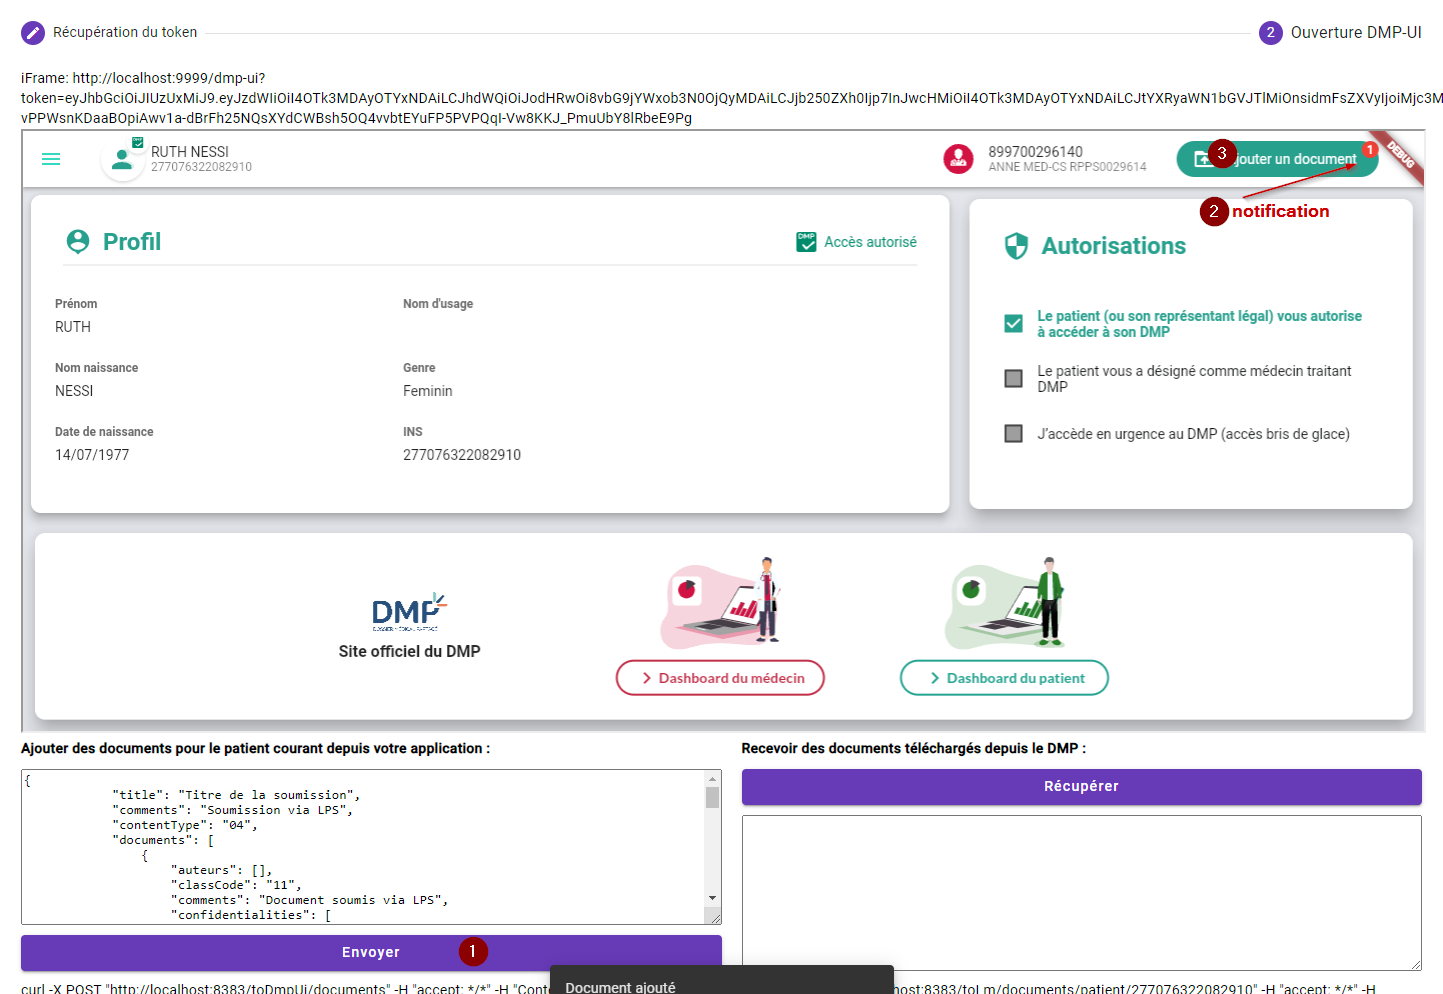 Récupération du token
2 Ouverture DMP-UI
iFrame: http://localhost:9999/dmp-ui?
token=eyJhbGciOiJIUzUxMiJ9.eyJzdWIiOiI4OTk3MDAyOTYxNDAiLCJhdWQiOiJodHRwOi8vbG9jYWxob3N0OjQyMDAiLCJjb250ZXh0Ijp7InJwcHMiOiI4OTk3MDAyOTYxNDAiLCJtYXRyaWN1bGVJTlMiOnsidmFsZXVyIjoiMjc3M
vPPWsnKDaaBOpiAwv1a-dBrFh25NQsXYdCWBsh5OQ4vvbtEYuFP5PVPQqI-Vw8KKJ_PmuUbY8lRbeE9Pg
RUTH NESSI
277076322082910
899700296140
ANNE MED-CS RPPS0029614
3 jouter un document 1
DEBUG
2 notification
Profil
DMP Accès autorisé
Prénom
RUTH
Nom d'usage
Nom naissance
NESSI
Genre
Feminin
Date de naissance
14/07/1977
INS
277076322082910
Autorisations
Le patient (ou son représentant légal) vous autorise
à accéder à son DMP
Le patient vous a désigné comme médecin traitant
DMP
J'accède en urgence au DMP (accès bris de glace)
DMP
Site officiel du DMP
Dashboard du médecin
Dashboard du patient
Ajouter des documents pour le patient courant depuis votre application :
{
"title": "Titre de la soumission",
"comments": "Soumission via LPS",
"contentType": "04",
"documents": [
{
"auteurs": [],
"classCode": "11",
"comments": "Document soumis via LPS",
"confidentialities": [
Envoyer 1
Recevoir des documents téléchargés depuis le DMP :
Récupérer
curl -X POST "http://localhost:8383/toDmpUi/documents" -H "accept: */*" -H "Conte
Document ajouté
host:8383/toLm/documents/patient/277076322082910" -H "accept: */*" -H